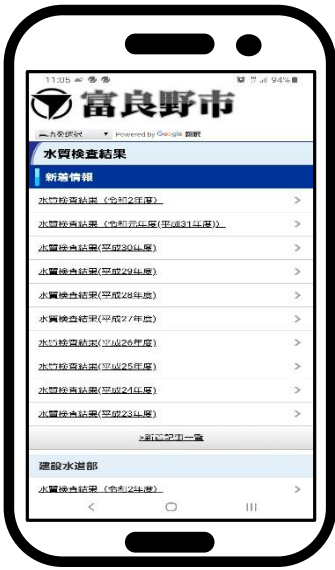 11:05
94%
富良野市
Powered by Google 翻訳
水質検査結果
新着情報
水質検査結果（令和2年度）
水質検査結果（令和元年度(平成31年度)）
水質検査結果(平成30年度)
水質検査結果(平成29年度)
水質検査結果(平成28年度)
水質検査結果(平成27年度)
水質検査結果(平成26年度)
水質検査結果(平成25年度)
水質検査結果(平成24年度)
水質検査結果(平成23年度)
>新着記事一覧
建設水道部
水質検査結果（令和2年度）